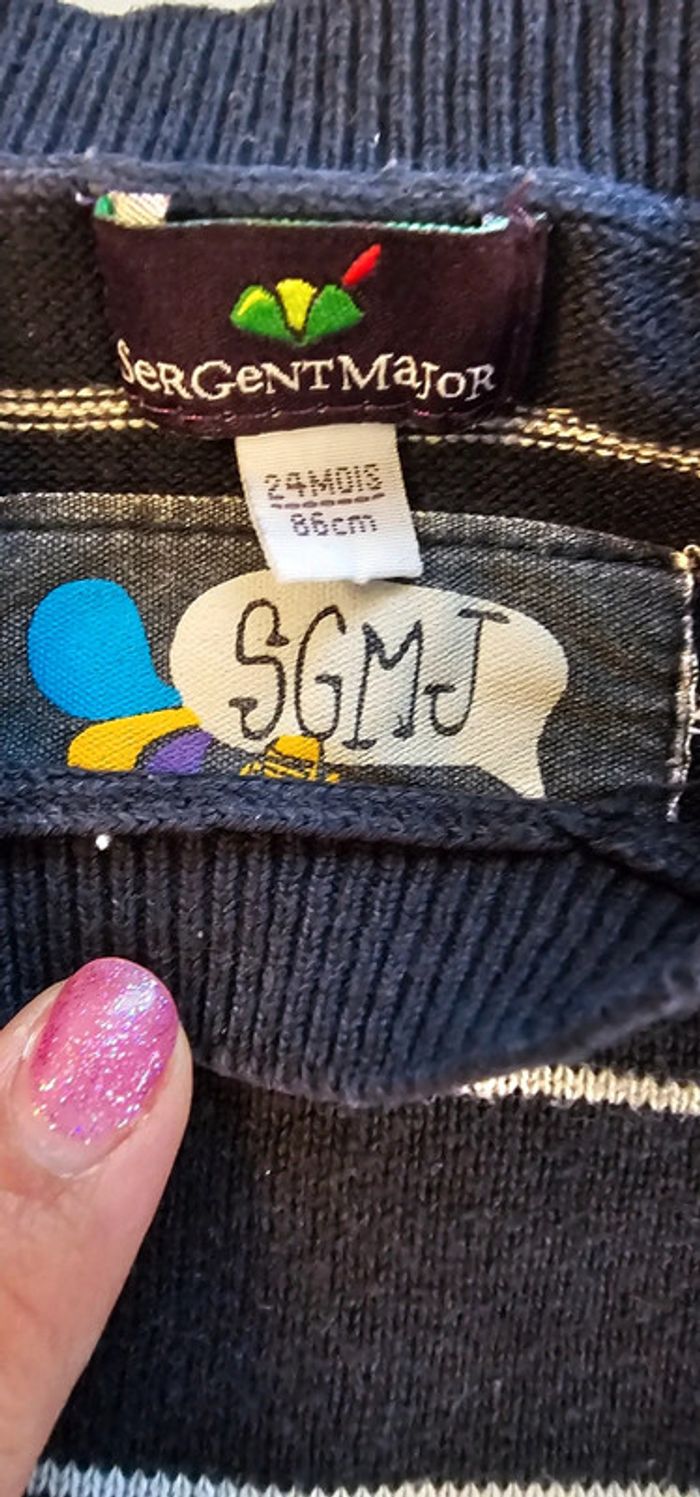 SeRGeNTMaJoR
24MOIS
86cm
SGMJ